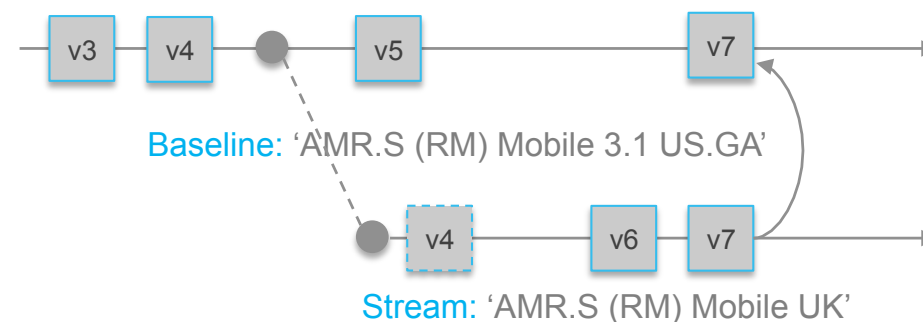 v3 v4 v5 v7
Baseline: ‘AMR.S (RM) Mobile 3.1 US.GA’
v4 v6 v7
Stream: ‘AMR.S (RM) Mobile UK’